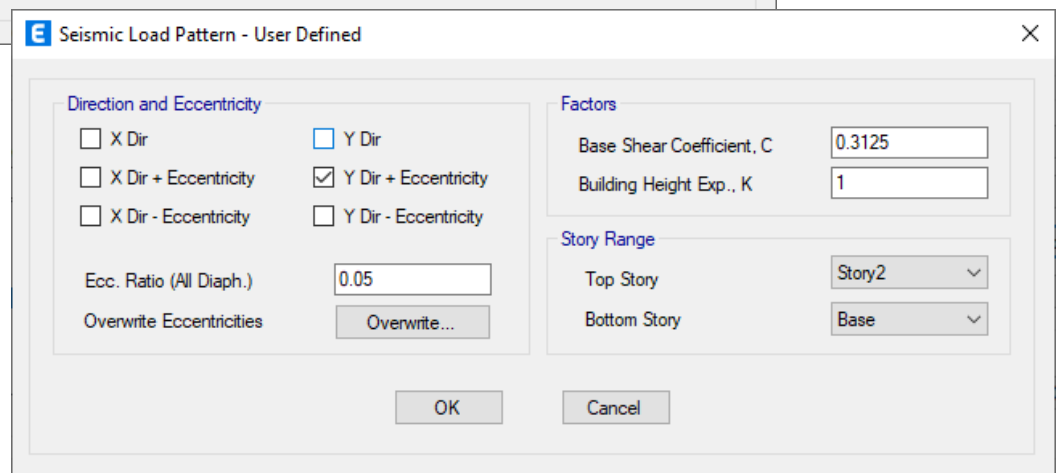 E Seismic Load Pattern - User Defined
Direction and Eccentricity
X Dir
Y Dir
X Dir + Eccentricity
Y Dir + Eccentricity
X Dir - Eccentricity
Y Dir - Eccentricity
Ecc. Ratio (All Diaph.)
0.05
Overwrite Eccentricities
Overwrite...
Factors
Base Shear Coefficient, C
0.3125
Building Height Exp., K
1
Story Range
Top Story
Story2
Bottom Story
Base
OK
Cancel